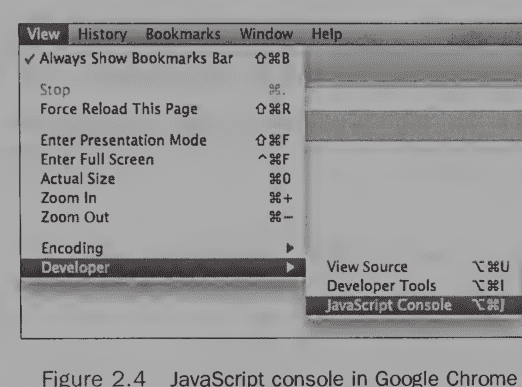 View History Bookmarks Window Help
✓ Always Show Bookmarks Bar ⇧⌘B
Stop ⌘.
Force Reload This Page ⇧⌘R
Enter Presentation Mode ⇧⌘F
Enter Full Screen ^⌘F
Actual Size ⌘0
Zoom In ⌘+
Zoom Out ⌘−
Encoding ▶
Developer ▶
View Source ⌥⌘U
Developer Tools ⌥⌘I
JavaScript Console ⌥⌘J
Figure 2.4 JavaScript console in Google Chrome